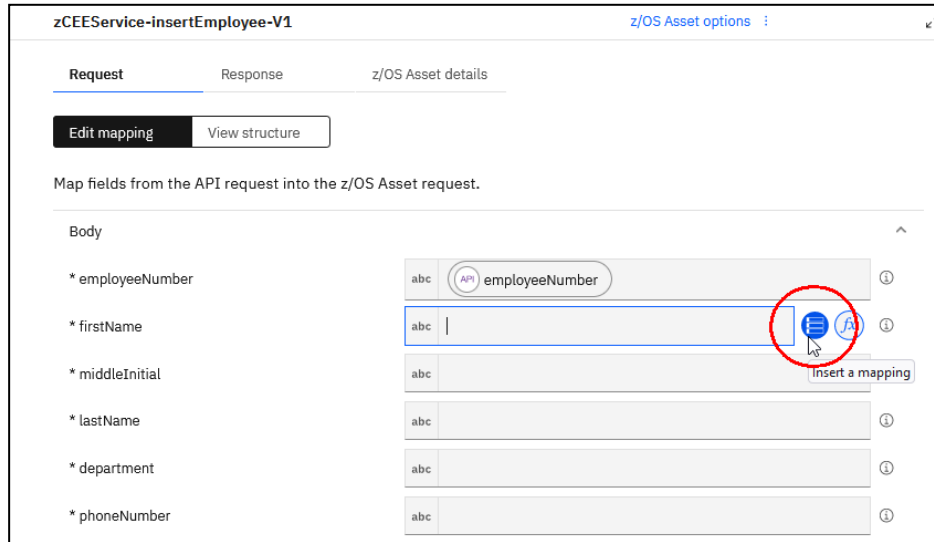 zCEEService-insertEmployee-V1 z/OS Asset options
Request Response z/OS Asset details
Edit mapping View structure
Map fields from the API request into the z/OS Asset request.
Body
* employeeNumber abc API employeeNumber
* firstName abc fx
Insert a mapping
* middleInitial abc
* lastName abc
* department abc
* phoneNumber abc